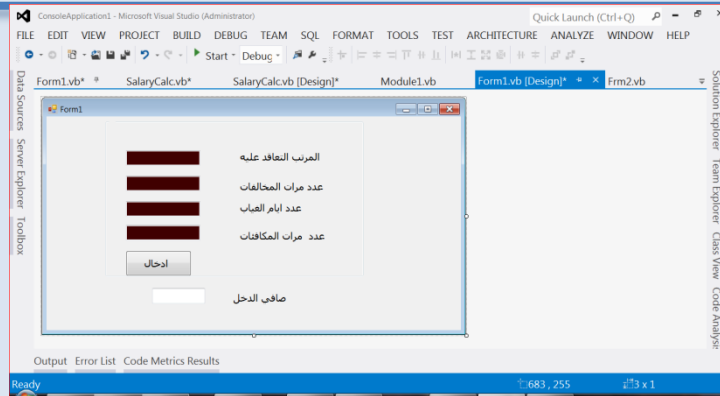 ConsoleApplication1 - Microsoft Visual Studio (Administrator)
Quick Launch (Ctrl+Q)
FILE EDIT VIEW PROJECT BUILD DEBUG TEAM SQL FORMAT TOOLS TEST ARCHITECTURE ANALYZE WINDOW HELP
Start Debug
Form1.vb* SalaryCalc.vb* SalaryCalc.vb [Design]* Module1.vb Form1.vb [Design]* Frm2.vb
Data Sources
Server Explorer
Toolbox
Form1
المرتب التعاقد عليه
عدد مرات المخالفات
عدد ايام الغياب
عدد مرات المكافئات
ادخال
صافى الدخل
Solution Explorer
Team Explorer
Class View
Code Analysis
Output Error List Code Metrics Results
Ready
683 , 255
3 x 1